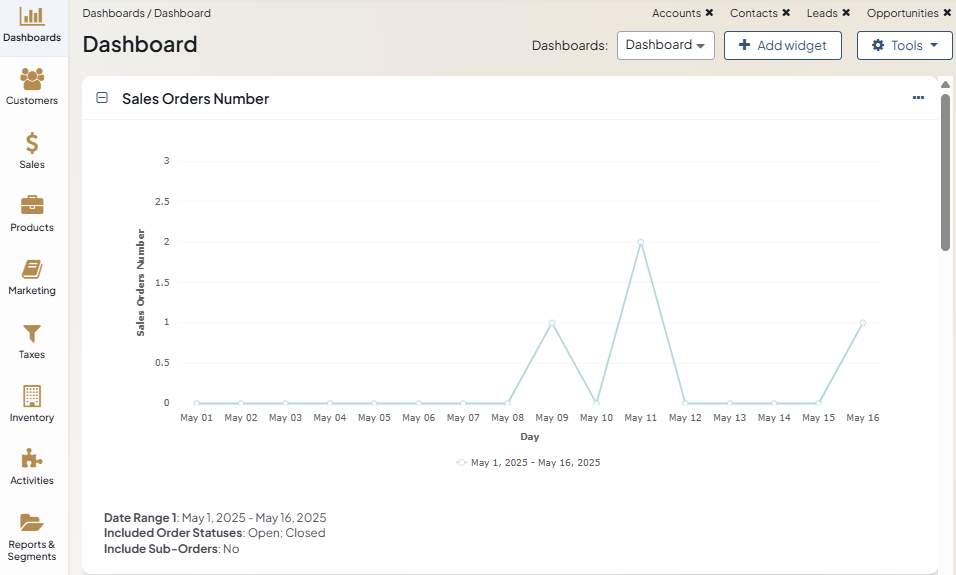 Dashboards / Dashboard
Accounts ✖ Contacts ✖ Leads ✖ Opportunities ✖
Dashboard
Dashboards: Dashboard
Add widget
Tools
Dashboards
Customers
Sales
Products
Marketing
Taxes
Inventory
Activities
Reports &
Segments
Sales Orders Number
Sales Orders Number
3
2.5
2
1.5
1
0.5
0
May 01 May 02 May 03 May 04 May 05 May 06 May 07 May 08 May 09 May 10 May 11 May 12 May 13 May 14 May 15 May 16
Day
May 1, 2025 - May 16, 2025
Date Range 1: May 1, 2025 - May 16, 2025
Included Order Statuses: Open; Closed
Include Sub-Orders: No